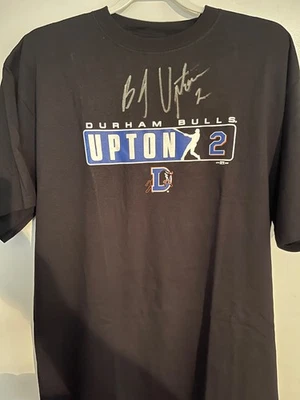 BJ Upton
2
DURHAM BULLS
UPTON 2
D